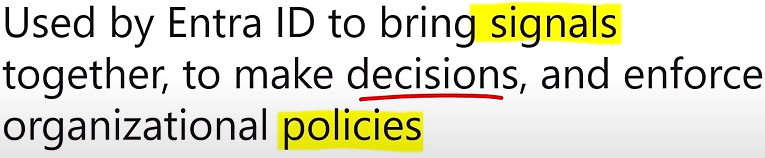 Used by Entra ID to bring signals
together, to make decisions, and enforce
organizational policies